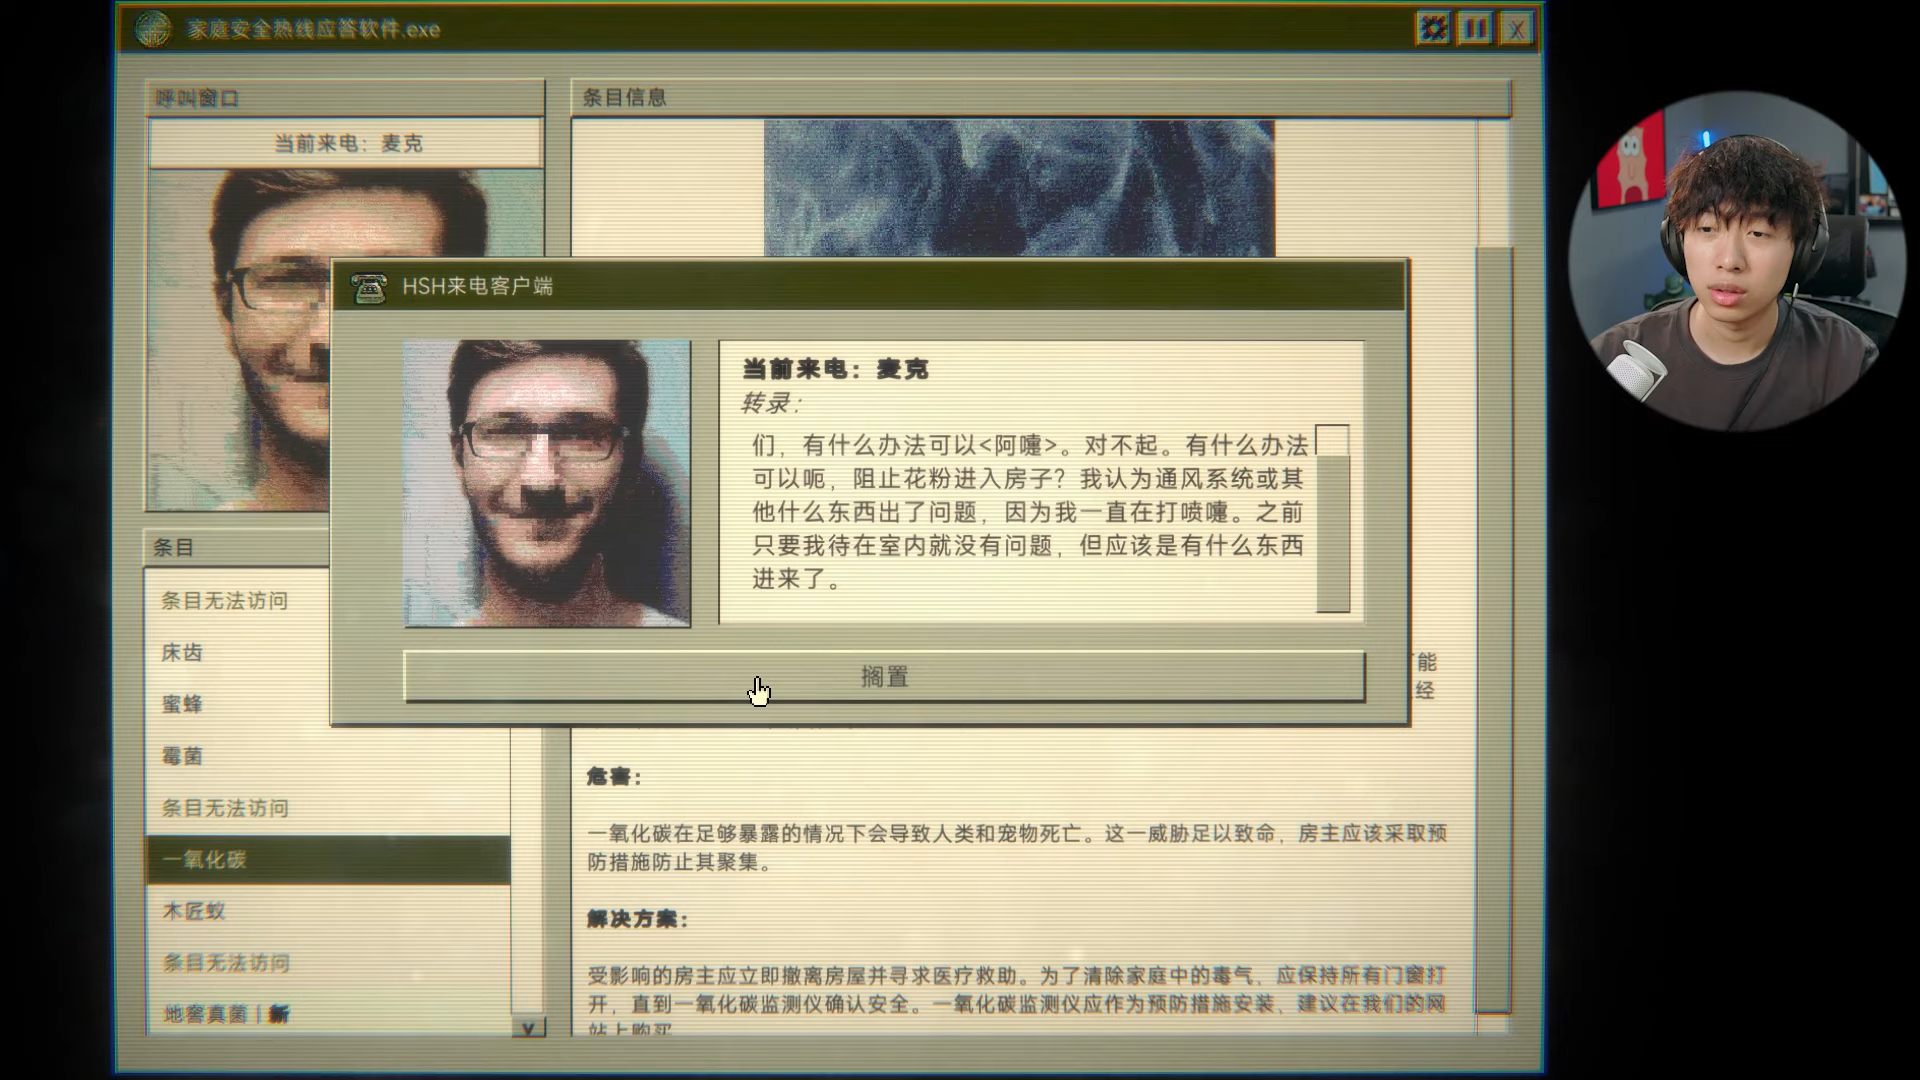 家庭安全热线应答软件.exe
X
呼叫窗口
当前来电：麦克
条目信息
HSH来电客户端
当前来电：麦克
转录：
们，有什么办法可以<阿嚏>。对不起。有什么办法
可以呃，阻止花粉进入房子？我认为通风系统或其
他什么东西出了问题，因为我一直在打喷嚏。之前
只要我待在室内就没有问题，但应该是有什么东西
进来了。
搁置
条目
条目无法访问
床齿
蜜蜂
霉菌
条目无法访问
一氧化碳
木匠蚁
条目无法访问
地窖真菌 | 新
v
能
经
危害：
一氧化碳在足够暴露的情况下会导致人类和宠物死亡。这一威胁足以致命，房主应该采取预
防措施防止其聚集。
解决方案：
受影响的房主应立即撤离房屋并寻求医疗救助。为了清除家庭中的毒气，应保持所有门窗打
开，直到一氧化碳监测仪确认安全。一氧化碳监测仪应作为预防措施安装，建议在我们的网
站上购买